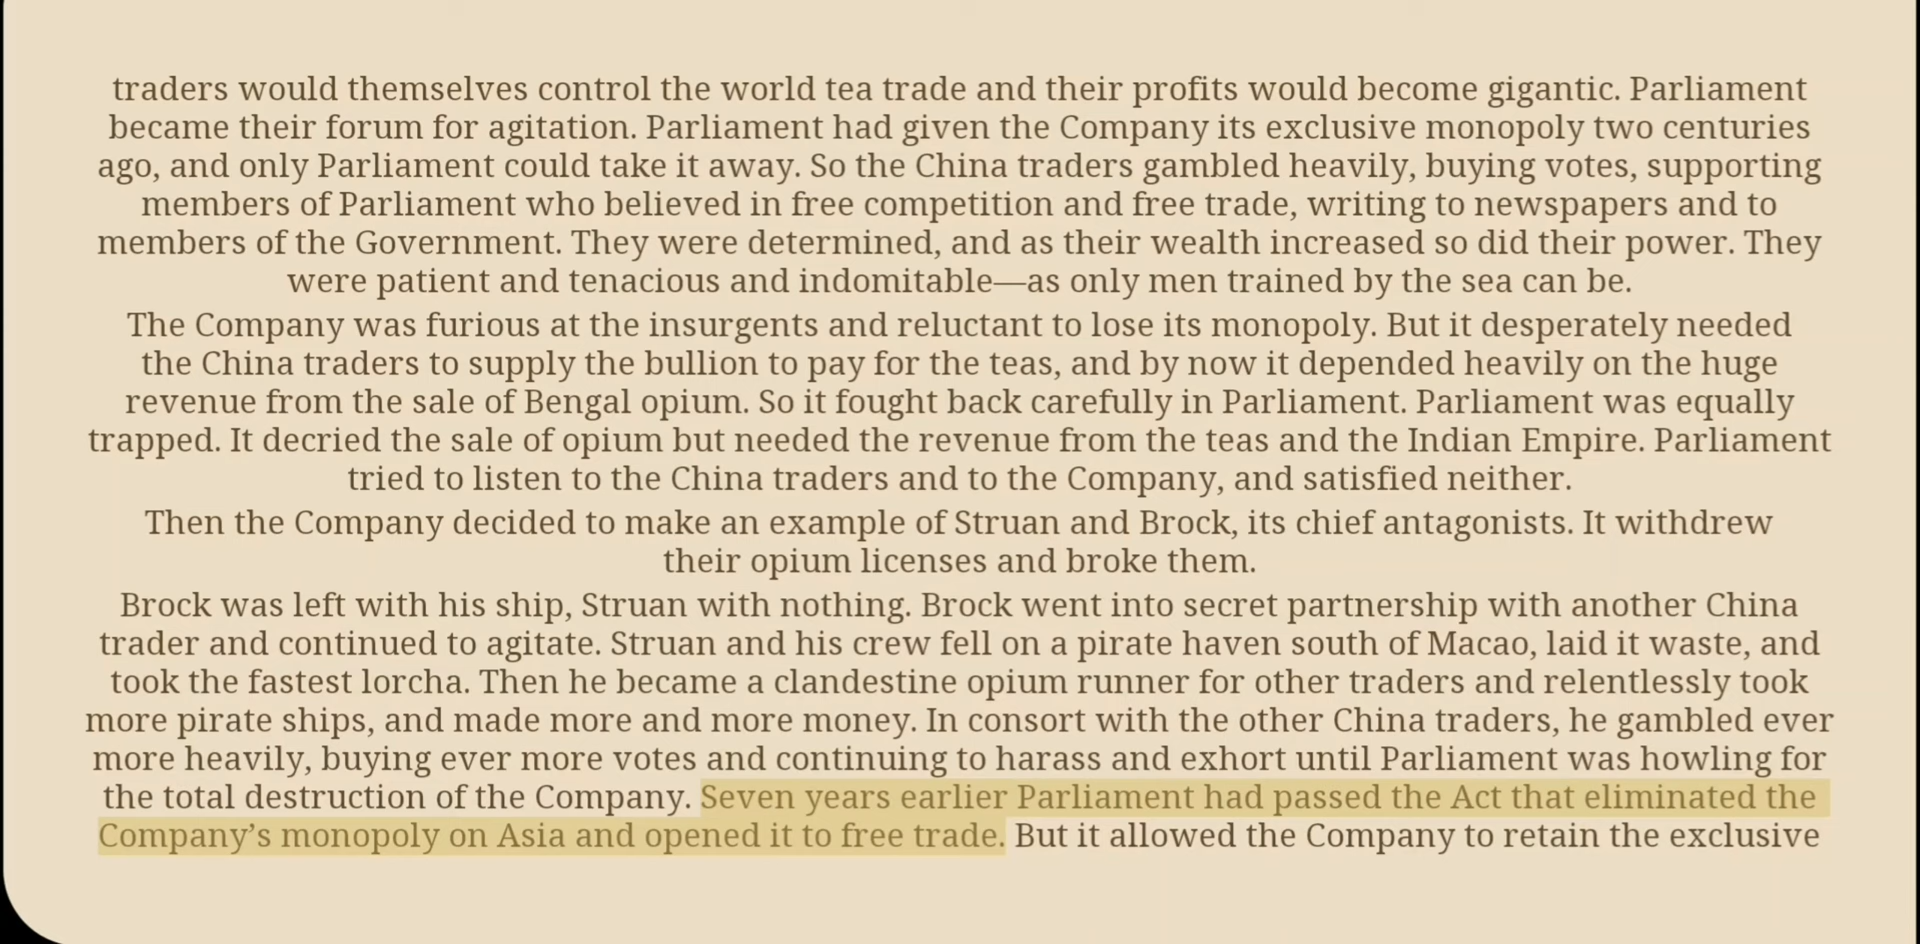 traders would themselves control the world tea trade and their profits would become gigantic. Parliament
became their forum for agitation. Parliament had given the Company its exclusive monopoly two centuries
ago, and only Parliament could take it away. So the China traders gambled heavily, buying votes, supporting
members of Parliament who believed in free competition and free trade, writing to newspapers and to
members of the Government. They were determined, and as their wealth increased so did their power. They
were patient and tenacious and indomitable—as only men trained by the sea can be.
The Company was furious at the insurgents and reluctant to lose its monopoly. But it desperately needed
the China traders to supply the bullion to pay for the teas, and by now it depended heavily on the huge
revenue from the sale of Bengal opium. So it fought back carefully in Parliament. Parliament was equally
trapped. It decried the sale of opium but needed the revenue from the teas and the Indian Empire. Parliament
tried to listen to the China traders and to the Company, and satisfied neither.
Then the Company decided to make an example of Struan and Brock, its chief antagonists. It withdrew
their opium licenses and broke them.
Brock was left with his ship, Struan with nothing. Brock went into secret partnership with another China
trader and continued to agitate. Struan and his crew fell on a pirate haven south of Macao, laid it waste, and
took the fastest lorcha. Then he became a clandestine opium runner for other traders and relentlessly took
more pirate ships, and made more and more money. In consort with the other China traders, he gambled ever
more heavily, buying ever more votes and continuing to harass and exhort until Parliament was howling for
the total destruction of the Company. Seven years earlier Parliament had passed the Act that eliminated the
Company’s monopoly on Asia and opened it to free trade. But it allowed the Company to retain the exclusive